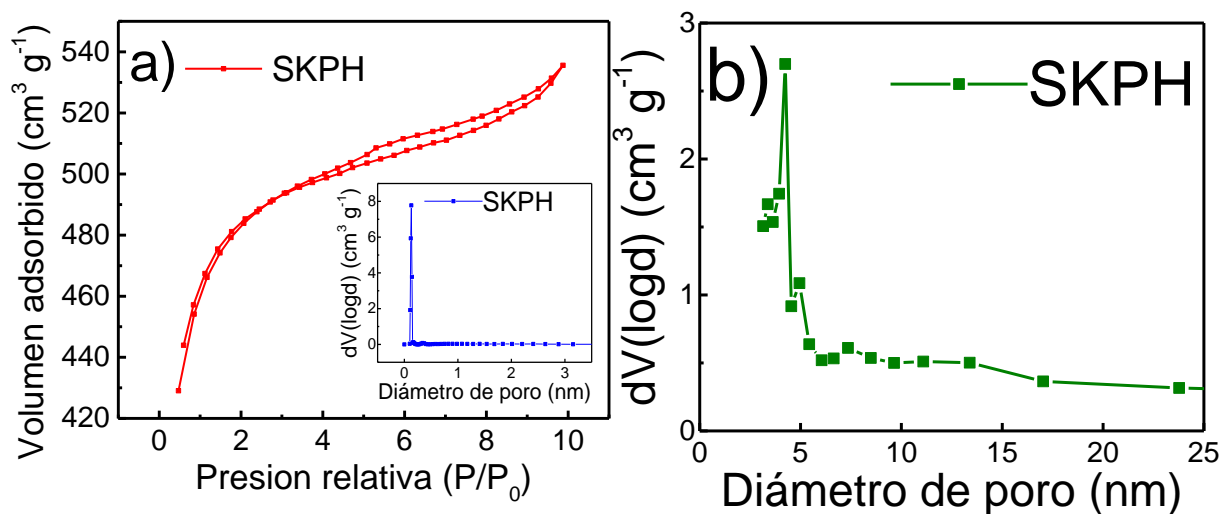 a)
SKPH
Volumen adsorbido (cm³ g⁻¹)
540
520
500
480
460
440
420
0
2
4
6
8
10
Presion relativa (P/P₀)
SKPH
dV(logd) (cm³ g⁻¹)
8
6
4
2
0
0
1
2
3
Diámetro de poro (nm)
b)
SKPH
dV(logd) (cm³ g⁻¹)
3
2
1
0
0
5
10
15
20
25
Diámetro de poro (nm)